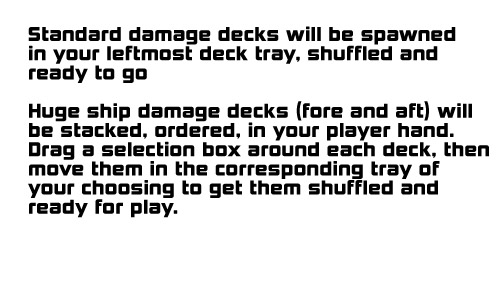 Standard damage decks will be spawned
in your leftmost deck tray, shuffled and
ready to go
Huge ship damage decks (fore and aft) will
be stacked, ordered, in your player hand.
Drag a selection box around each deck, then
move them in the corresponding tray of
your choosing to get them shuffled and
ready for play.